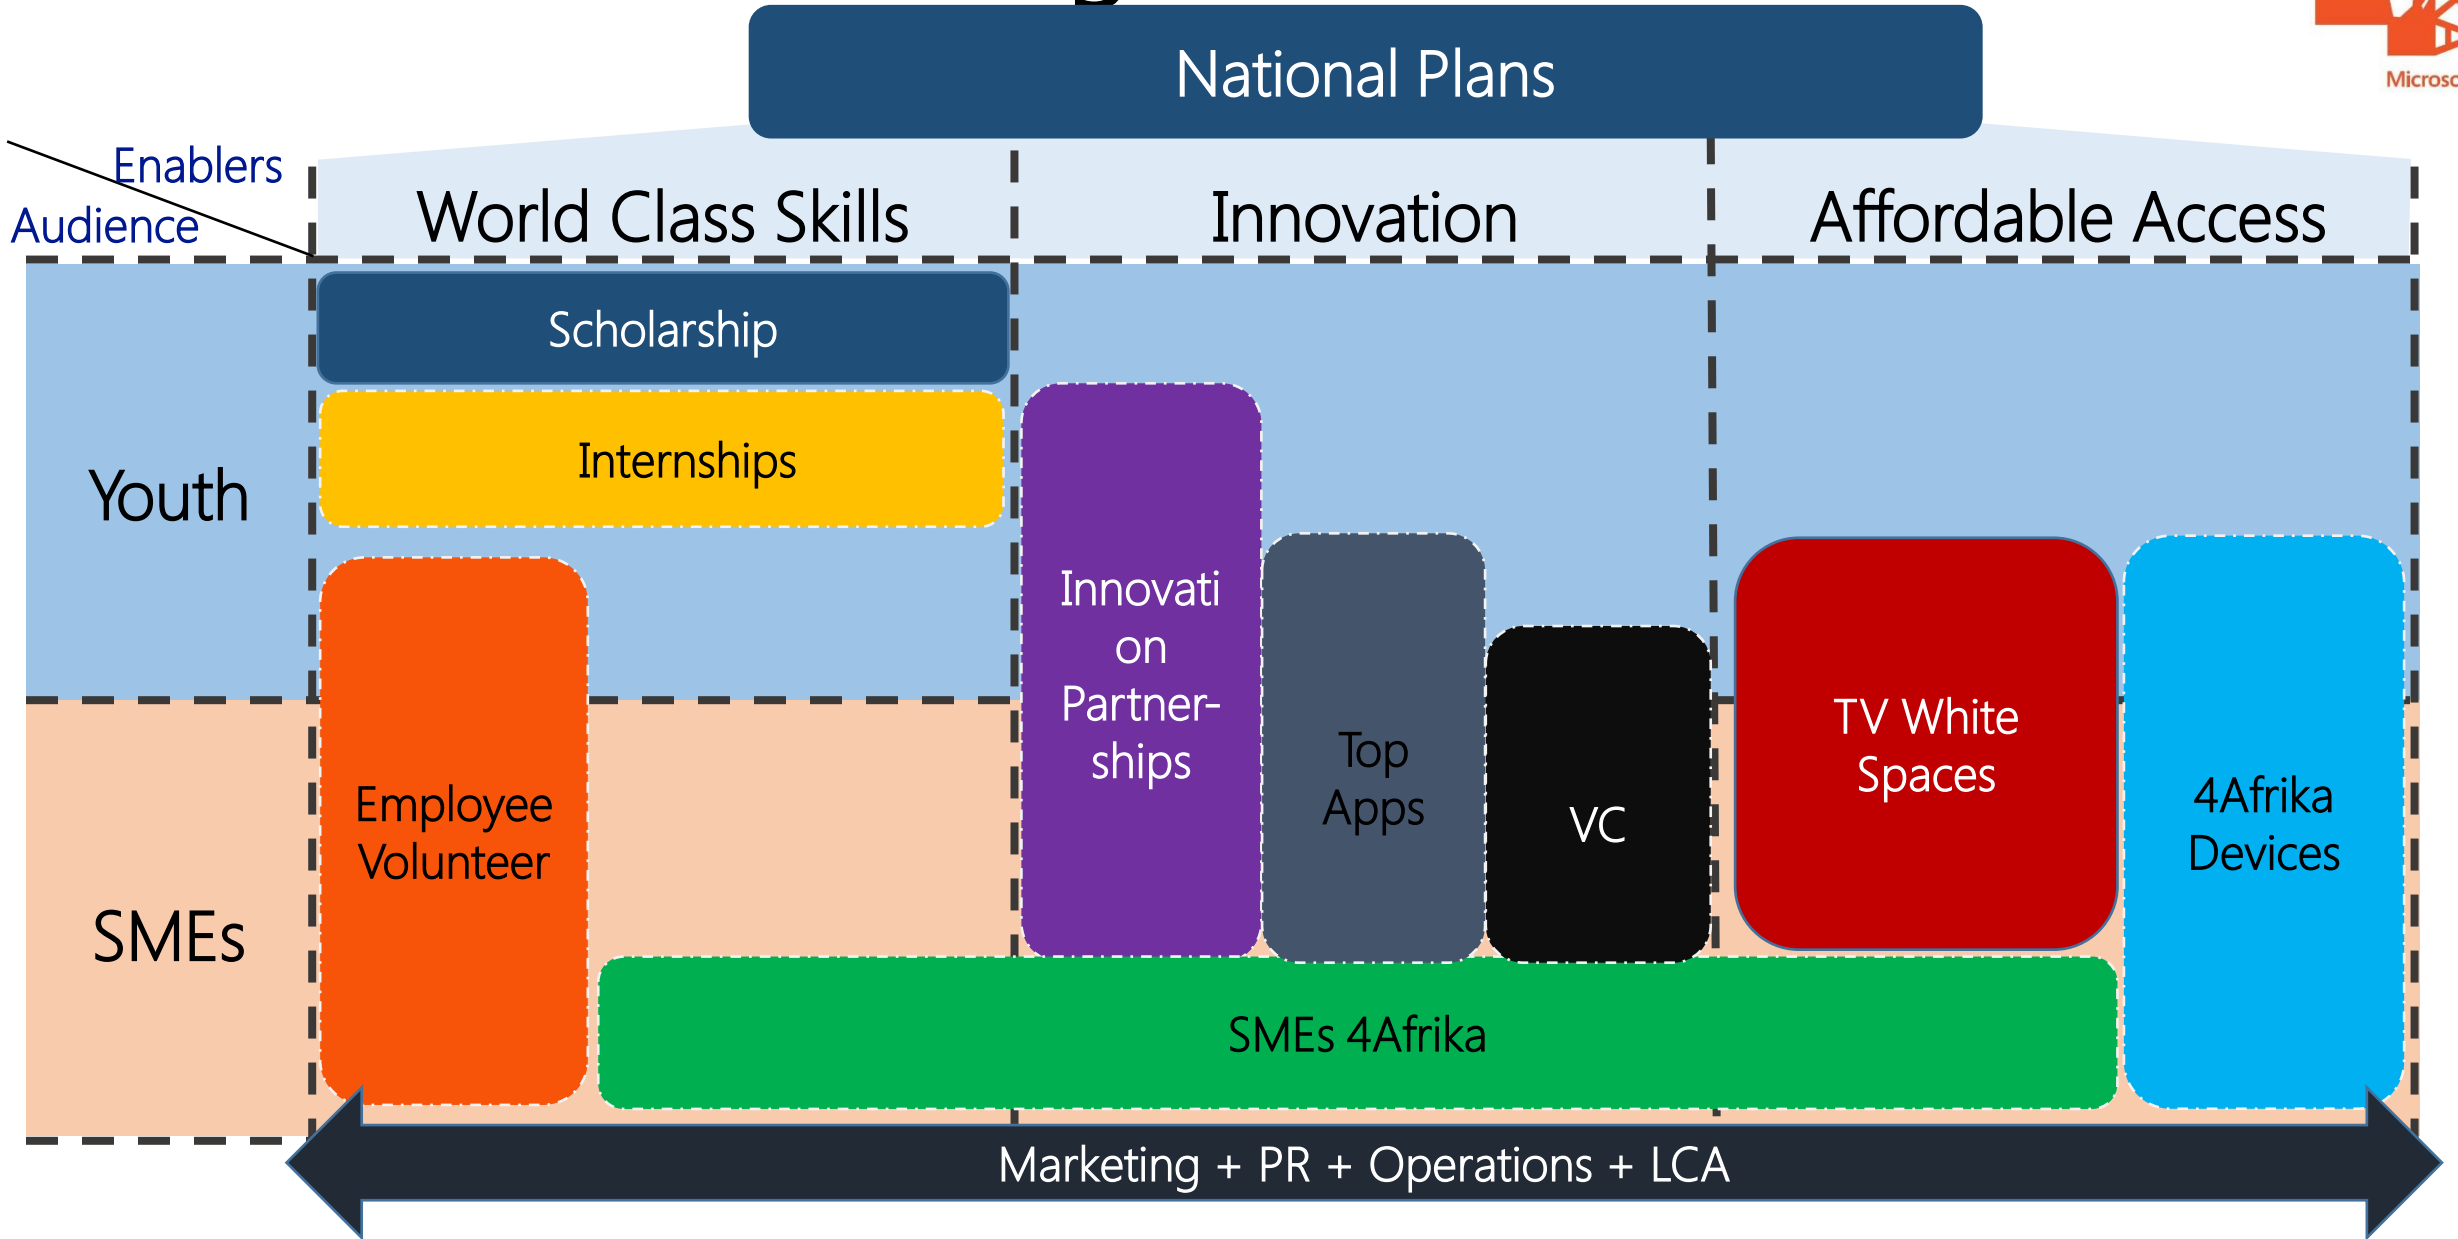 National Plans
Enablers
Audience
World Class Skills
Innovation
Affordable Access
Youth
Scholarship
Internships
Employee
Volunteer
Innovati
on
Partner-
ships
Top
Apps
VC
TV White
Spaces
4Afrika
Devices
SMEs
SMEs 4Afrika
Marketing + PR + Operations + LCA